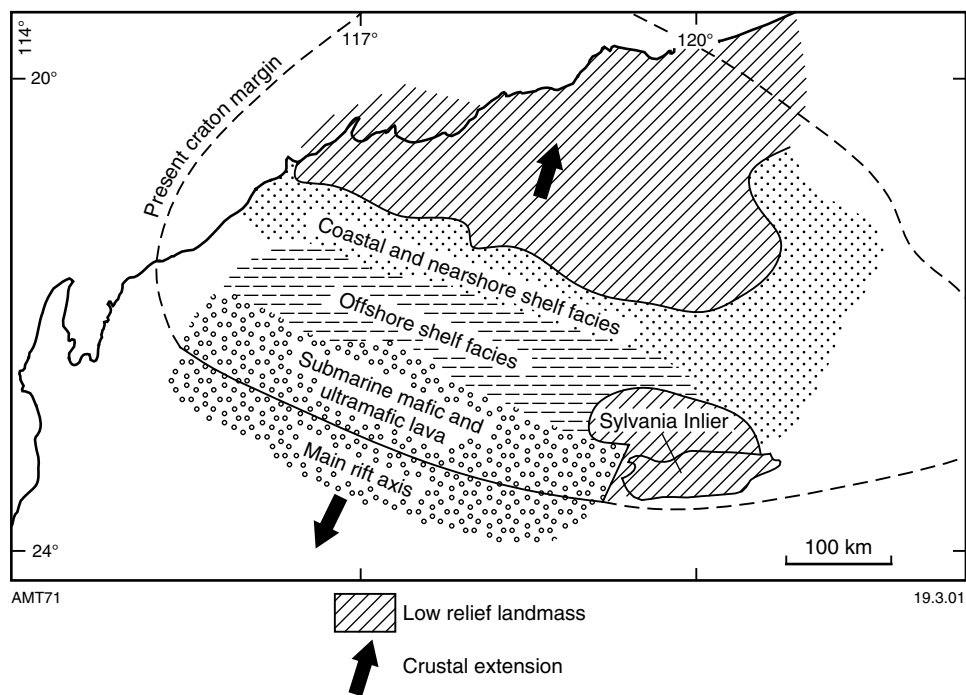 114°
117°
120°
20°
Present craton margin
Coastal and nearshore shelf facies
Offshore shelf facies
Submarine mafic and
ultramafic lava
Main rift axis
Sylvania Inlier
24°
100 km
AMT71
19.3.01
Low relief landmass
Crustal extension